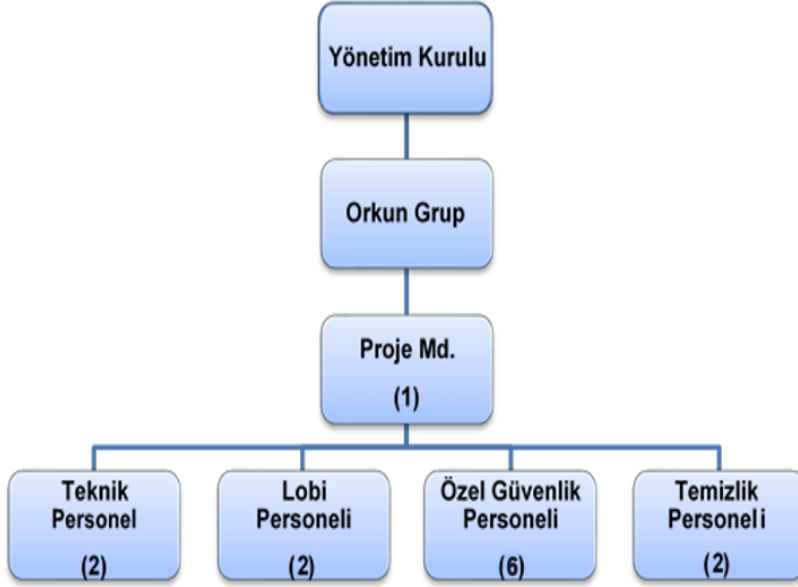 Yönetim Kurulu
Orkun Grup
Proje Md.
(1)
Teknik
Personel
(2)
Lobi
Personeli
(2)
Özel Güvenlik
Personeli
(6)
Temizlik
Personeli
(2)